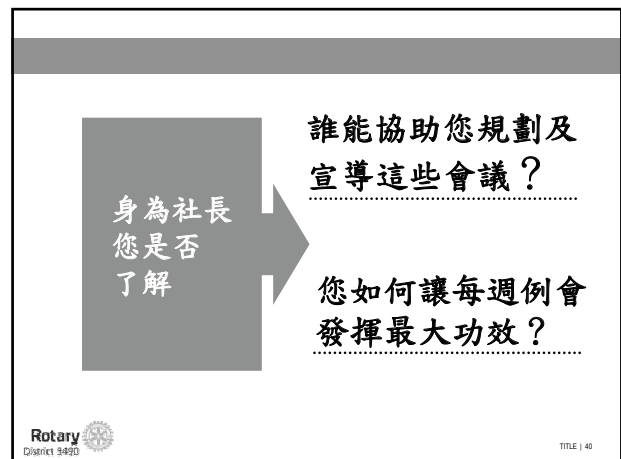 身為社長
您是否
了解
誰能協助您規劃及
宣導這些會議？
您如何讓每週例會
發揮最大功效？
Rotary
District 3490
TITLE | 40